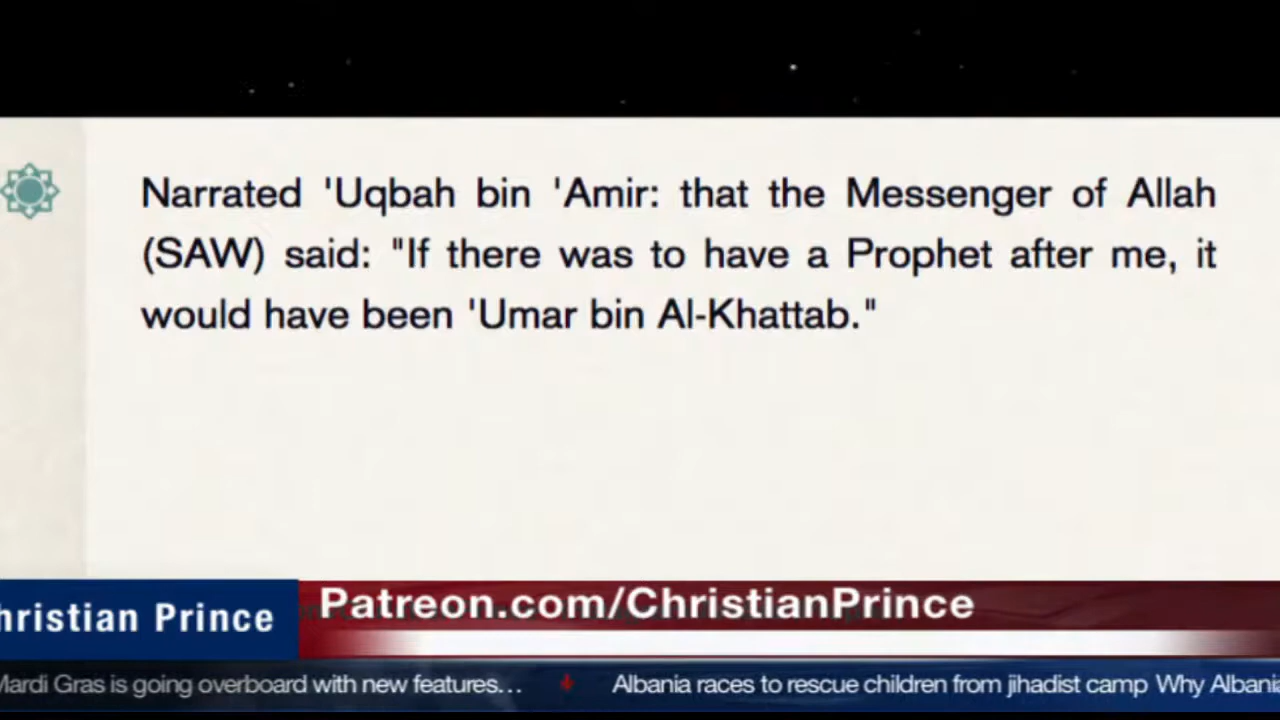 Narrated 'Uqbah bin 'Amir: that the Messenger of Allah
(SAW) said: "If there was to have a Prophet after me, it
would have been 'Umar bin Al-Khattab."
hristian Prince
Patreon.com/ChristianPrince
Mardi Gras is going overboard with new features... Albania races to rescue children from jihadist camp Why Albania